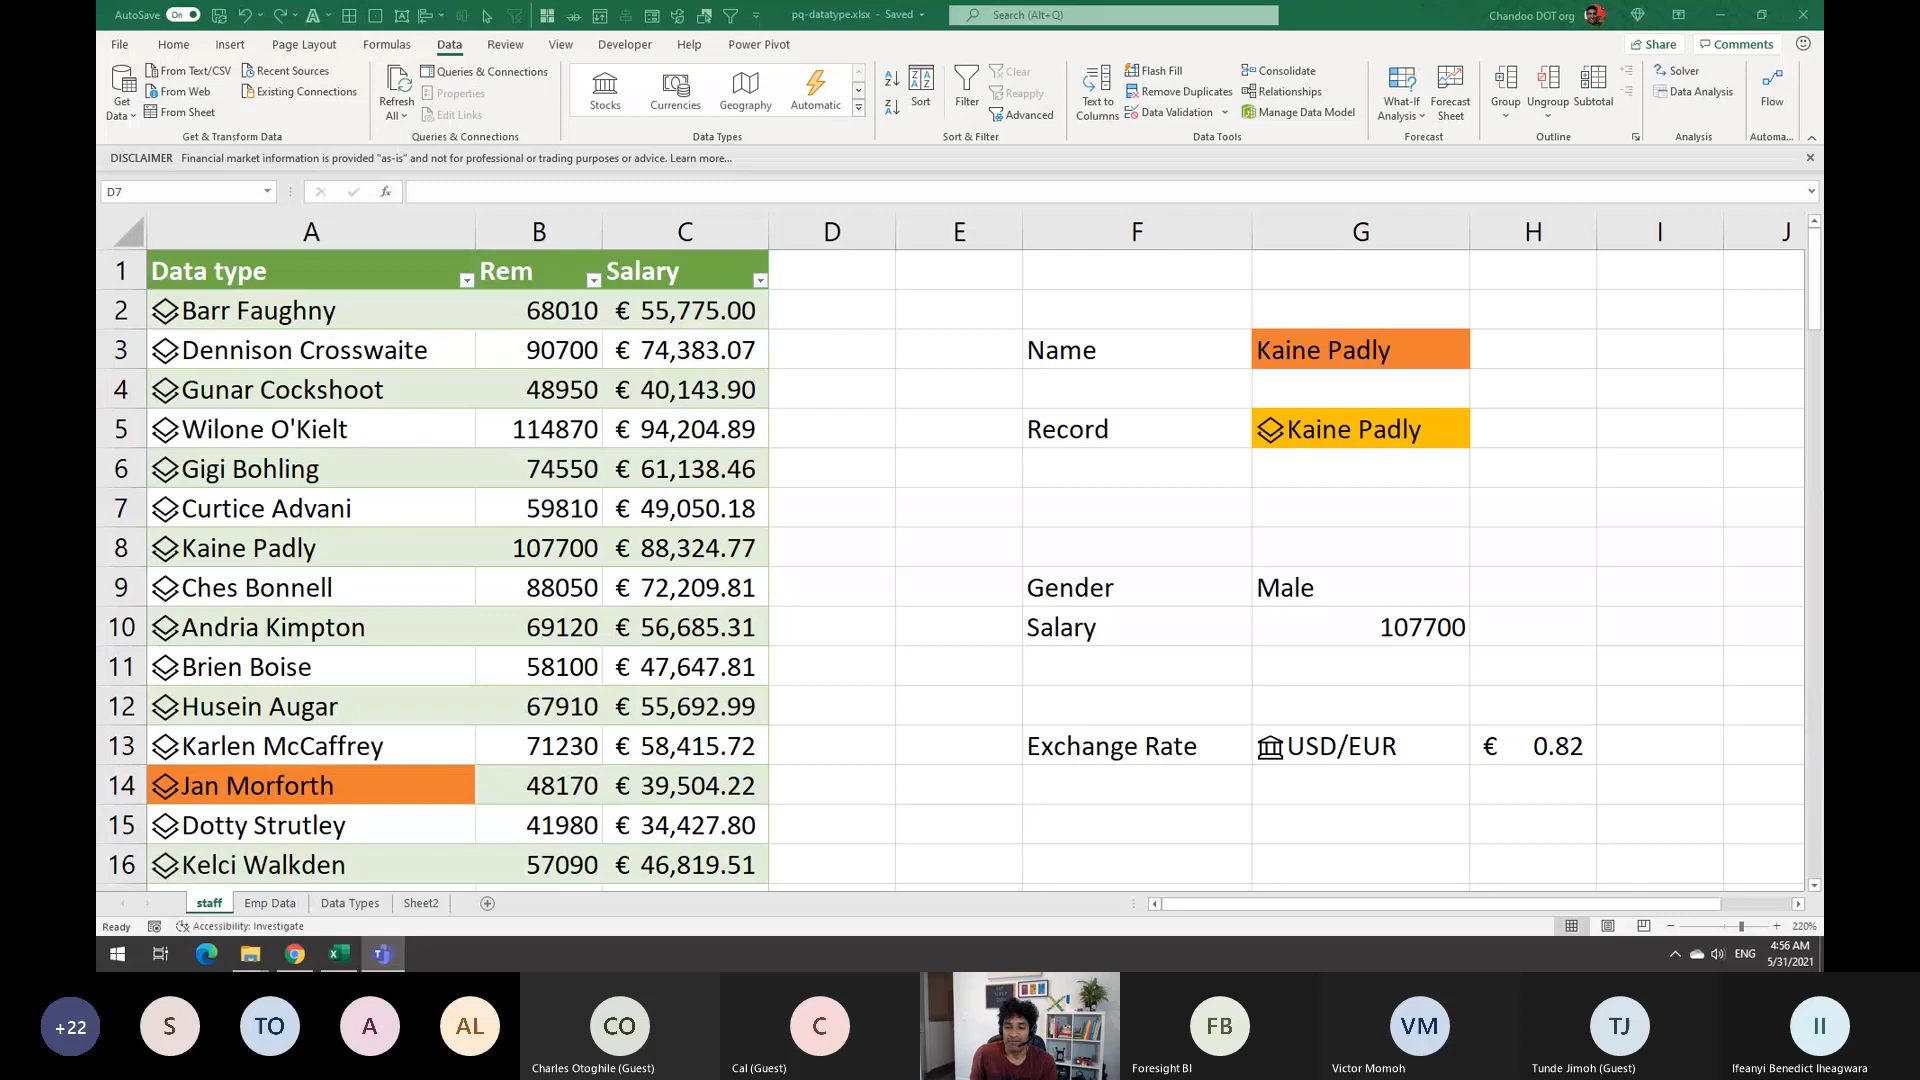 AutoSave On pq-datatype.xlsx - Saved Search (Alt+Q) Chandoo DOT org
File Home Insert Page Layout Formulas Data Review View Developer Help Power Pivot Share Comments
Get Data
From Text/CSV
From Web
From Sheet
Recent Sources
Existing Connections
Get & Transform Data
Refresh All
Queries & Connections
Properties
Edit Links
Queries & Connections
Stocks Currencies Geography Automatic
Data Types
Sort
Filter
Clear
Reapply
Advanced
Sort & Filter
Text to Columns
Flash Fill
Remove Duplicates
Data Validation
Consolidate
Relationships
Manage Data Model
Data Tools
What-If Analysis
Forecast Sheet
Forecast
Group Ungroup Subtotal
Outline
Solver
Data Analysis
Analysis
Flow
Automa...
DISCLAIMER Financial market information is provided "as-is" and not for professional or trading purposes or advice. Learn more...
D7 fx
A B C D E F G H I J
1 Data type Rem Salary
2 Barr Faughny 68010 € 55,775.00
3 Dennison Crosswaite 90700 € 74,383.07 Name Kaine Padly
4 Gunar Cockshoot 48950 € 40,143.90
5 Wilone O'Kielt 114870 € 94,204.89 Record Kaine Padly
6 Gigi Bohling 74550 € 61,138.46
7 Curtice Advani 59810 € 49,050.18
8 Kaine Padly 107700 € 88,324.77
9 Ches Bonnell 88050 € 72,209.81 Gender Male
10 Andria Kimpton 69120 € 56,685.31 Salary 107700
11 Brien Boise 58100 € 47,647.81
12 Husein Augar 67910 € 55,692.99
13 Karlen McCaffrey 71230 € 58,415.72 Exchange Rate USD/EUR € 0.82
14 Jan Morforth 48170 € 39,504.22
15 Dotty Strutley 41980 € 34,427.80
16 Kelci Walkden 57090 € 46,819.51
staff Emp Data Data Types Sheet2
Ready Accessibility: Investigate 220%
ENG 4:56 AM
5/31/2021
+22 S TO A AL CO C FB VM TJ II
Charles Otoghile (Guest) Cal (Guest) Foresight BI Victor Momoh Tunde Jimoh (Guest) Ifeanyi Benedict Iheagwara